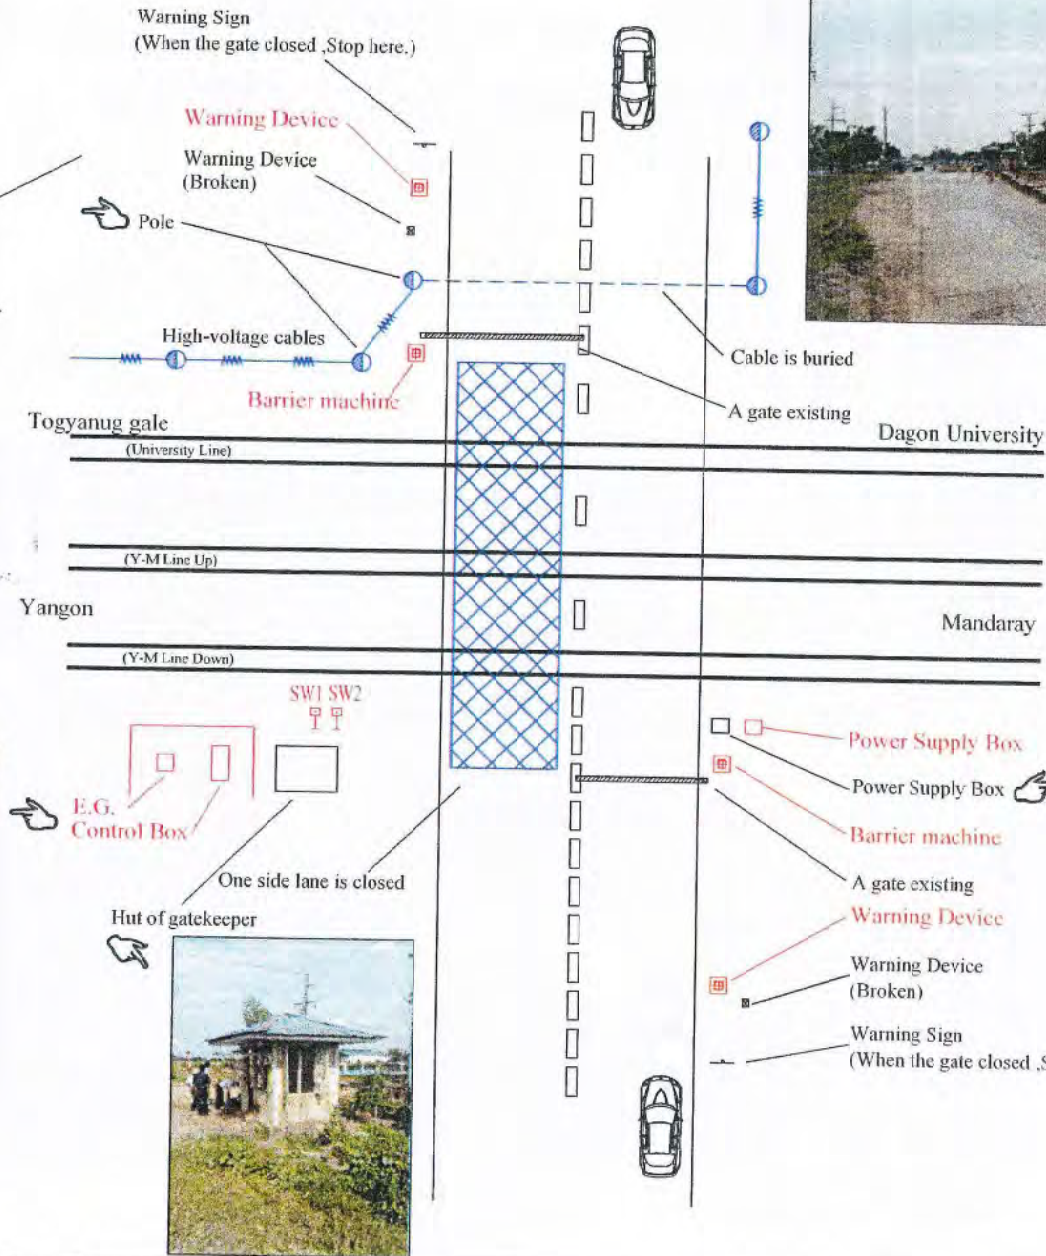 Warning Sign
(When the gate closed ,Stop here.)
Warning Device
Warning Device
(Broken)
Pole
High-voltage cables
Cable is buried
Barrier machine
A gate existing
Togyanug gale
Dagon University
(University Line)
(Y-M Line Up)
Yangon
Mandaray
(Y-M Line Down)
SW1 SW2
Power Supply Box
Power Supply Box
E.G.
Control Box
Barrier machine
One side lane is closed
A gate existing
Hut of gatekeeper
Warning Device
Warning Device
(Broken)
Warning Sign
(When the gate closed ,S